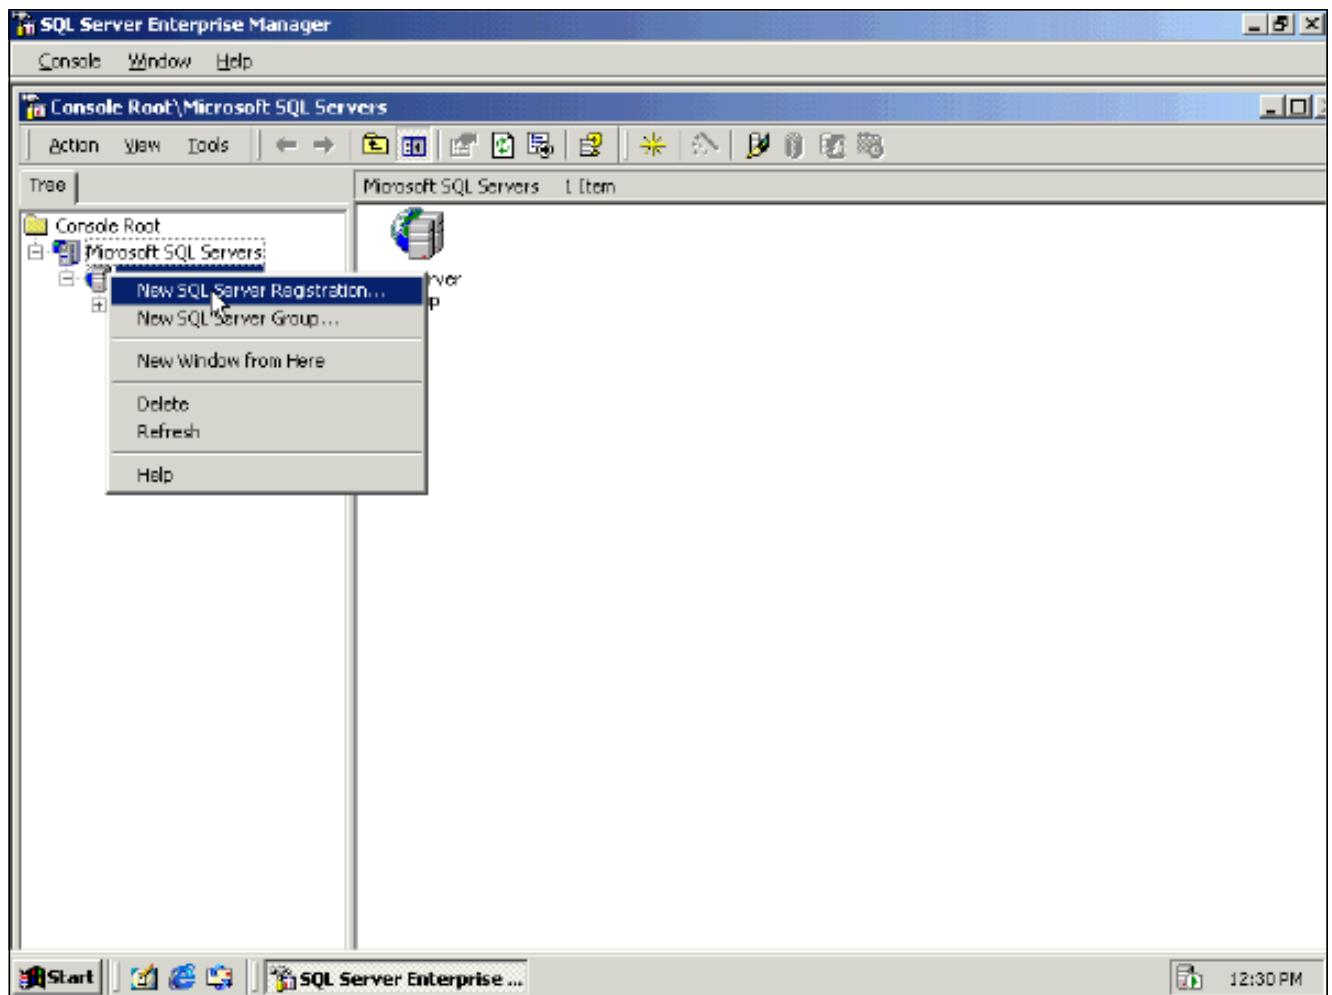 SQL Server Enterprise Manager
Console Window Help
Console Root\Microsoft SQL Servers
Action View Tools
Tree
Microsoft SQL Servers 1 Item
Console Root
Microsoft SQL Servers
rver
p
New SQL Server Registration...
New SQL Server Group...
New Window from Here
Delete
Refresh
Help
Start
SQL Server Enterprise ...
12:30 PM